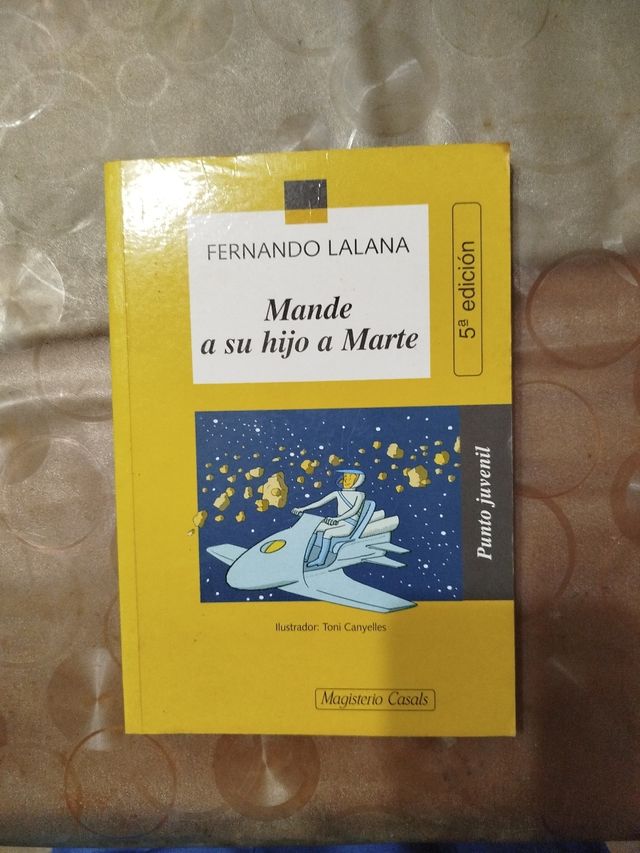 FERNANDO LALANA
Mande
a su hijo a Marte
5ª edición
Punto juvenil
Ilustrador: Toni Canyelles
Magisterio Casals